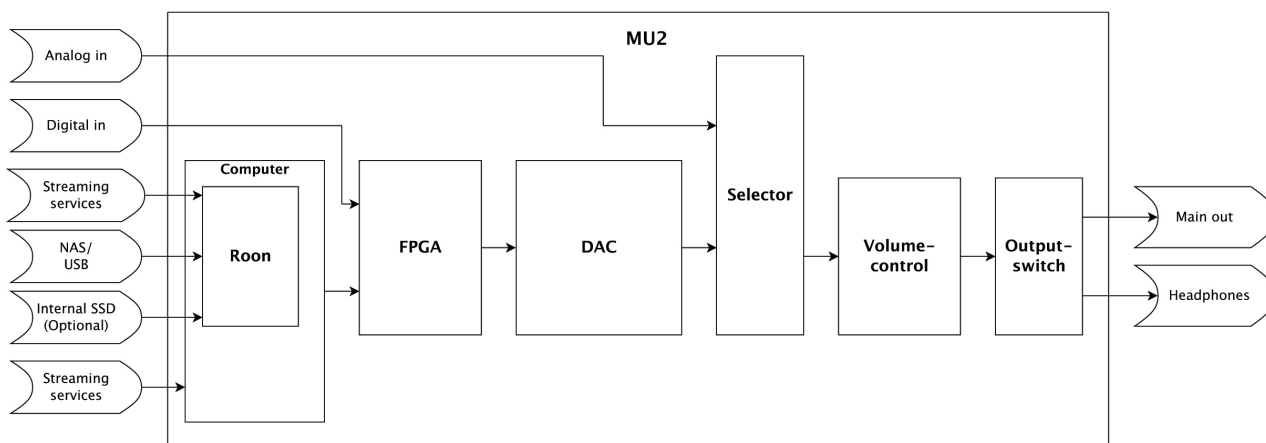 MU2
Analog in
Digital in
Streaming
services
NAS/
USB
Internal SSD
(Optional)
Streaming
services
Computer
Roon
FPGA
DAC
Selector
Volume-
control
Output-
switch
Main out
Headphones